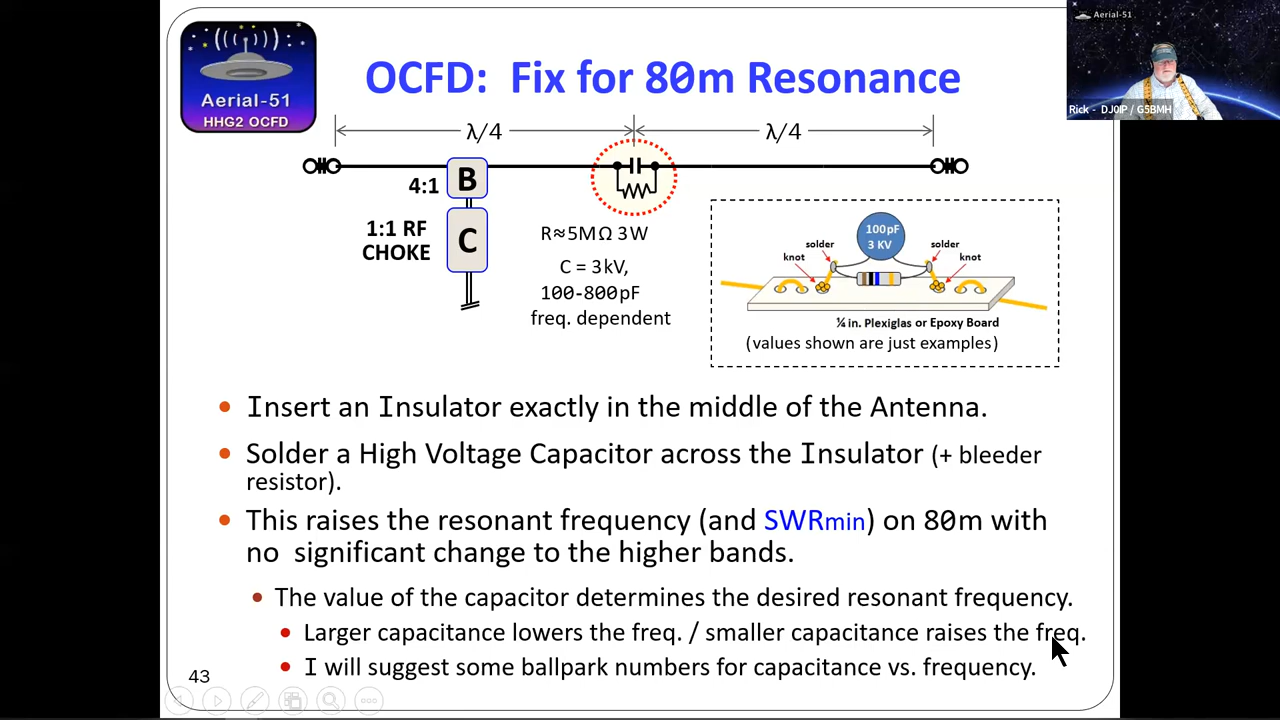 Aerial-51
HHG2 OCFD
OCFD: Fix for 80m Resonance
Aerial-51
Rick - DJ0IP / G5BMH
λ/4
λ/4
4:1
B
1:1 RF
CHOKE
C
R≈5MΩ 3W
C = 3kV,
100-800pF
freq. dependent
100pF
3 KV
solder
solder
knot
knot
¼ in. Plexiglas or Epoxy Board
(values shown are just examples)
• Insert an Insulator exactly in the middle of the Antenna.
• Solder a High Voltage Capacitor across the Insulator (+ bleeder
resistor).
• This raises the resonant frequency (and SWRmin) on 80m with
no significant change to the higher bands.
• The value of the capacitor determines the desired resonant frequency.
• Larger capacitance lowers the freq. / smaller capacitance raises the freq.
• I will suggest some ballpark numbers for capacitance vs. frequency.
43